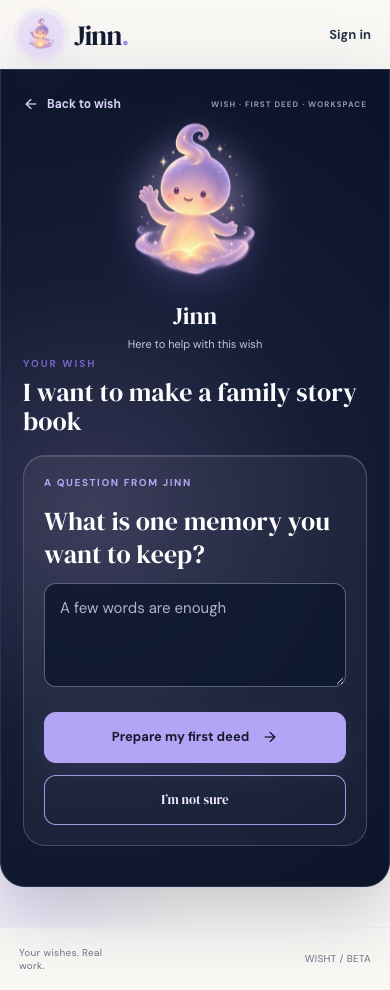 Jinn.
Sign in
Back to wish
WISH · FIRST DEED · WORKSPACE
Jinn
Here to help with this wish
YOUR WISH
I want to make a family story
book
A QUESTION FROM JINN
What is one memory you
want to keep?
A few words are enough
Prepare my first deed
I'm not sure
Your wishes. Real
work.
WISHT / BETA